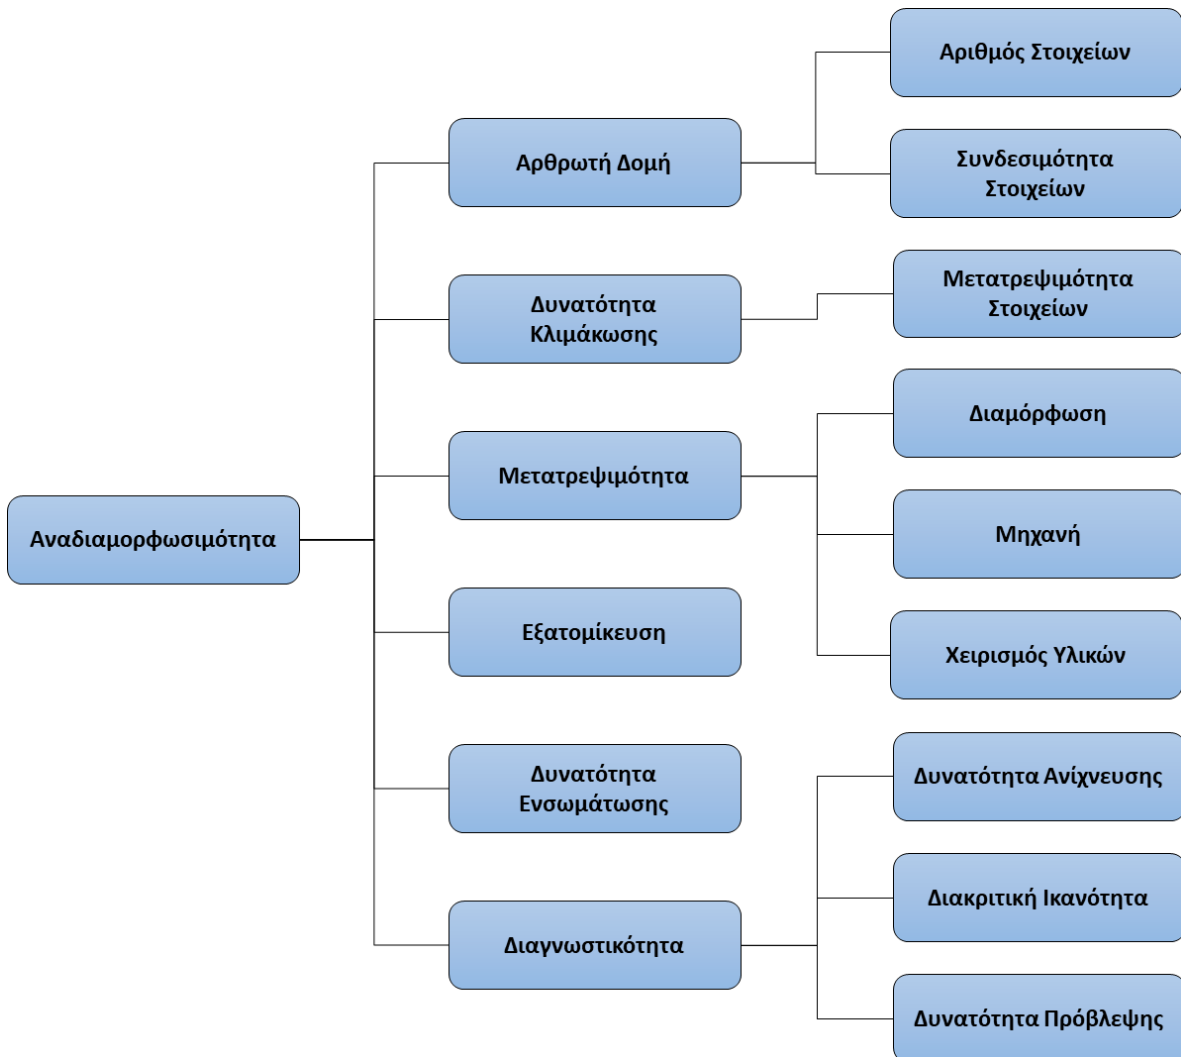 Αριθμός Στοιχείων
Αρθρωτή Δομή
Συνδεσιμότητα
Στοιχείων
Δυνατότητα
Κλιμάκωσης
Μετατρεψιμότητα
Στοιχείων
Διαμόρφωση
Μετατρεψιμότητα
Αναδιαμορφωσιμότητα
Μηχανή
Εξατομίκευση
Χειρισμός Υλικών
Δυνατότητα
Ενσωμάτωσης
Δυνατότητα Ανίχνευσης
Διακριτική Ικανότητα
Διαγνωστικότητα
Δυνατότητα Πρόβλεψης